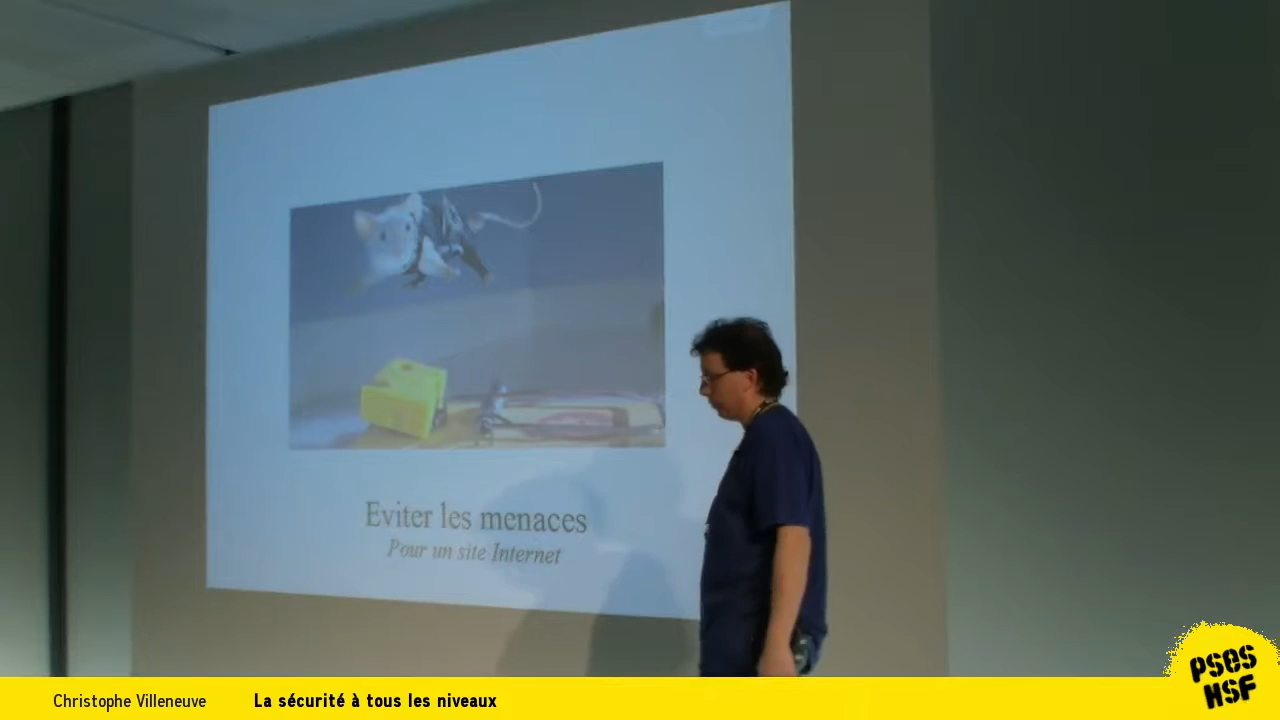 Eviter les menaces
Pour un site Internet
Christophe Villeneuve
La sécurité à tous les niveaux
PSES
HSF